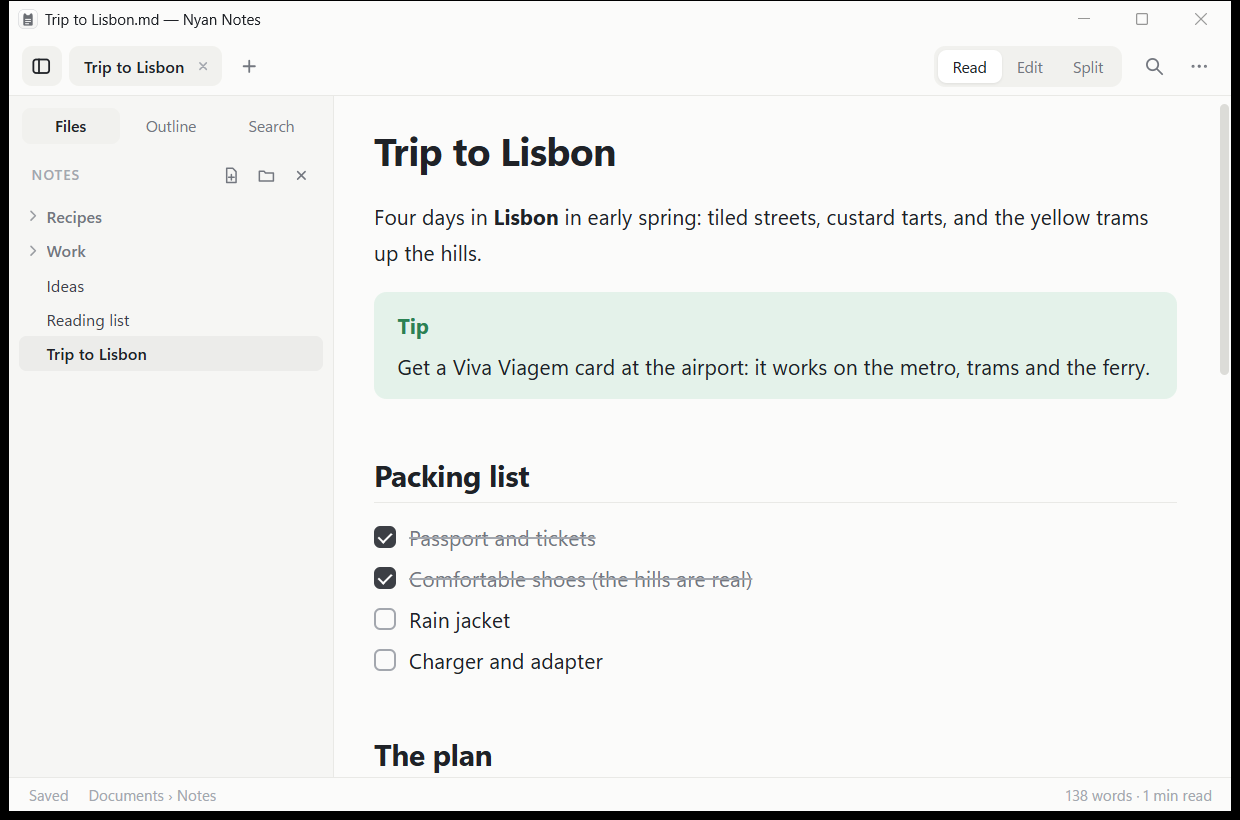 Trip to Lisbon.md — Nyan Notes
Trip to Lisbon
Read Edit Split
Files Outline Search
NOTES
Recipes
Work
Ideas
Reading list
Trip to Lisbon
Trip to Lisbon
Four days in Lisbon in early spring: tiled streets, custard tarts, and the yellow trams
up the hills.
Tip
Get a Viva Viagem card at the airport: it works on the metro, trams and the ferry.
Packing list
Passport and tickets
Comfortable shoes (the hills are real)
Rain jacket
Charger and adapter
The plan
Saved Documents › Notes
138 words · 1 min read